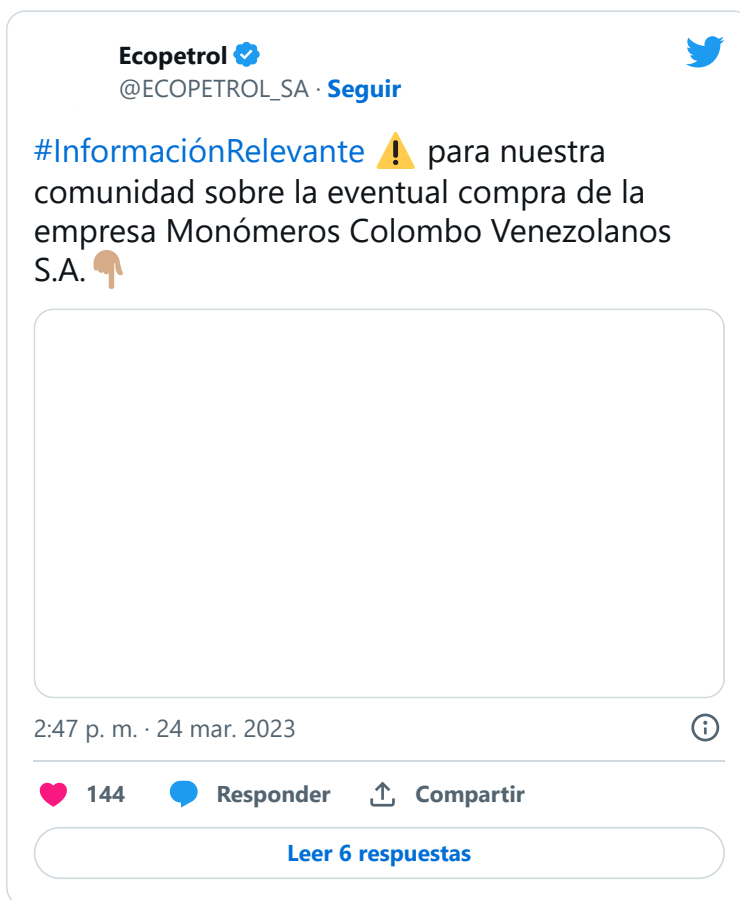 Ecopetrol
@ECOPETROL_SA · Seguir
#InformaciónRelevante ⚠️ para nuestra
comunidad sobre la eventual compra de la
empresa Monómeros Colombo Venezolanos
S.A. 👇🏽
2:47 p. m. · 24 mar. 2023
144 Responder Compartir
Leer 6 respuestas